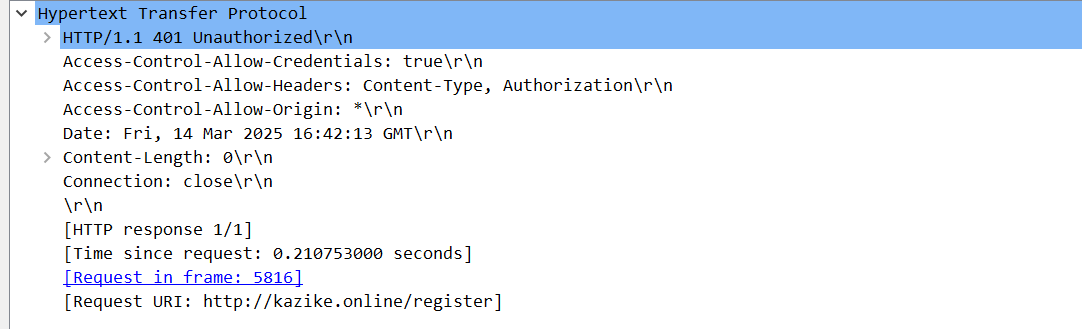 Hypertext Transfer Protocol
HTTP/1.1 401 Unauthorized\r\n
Access-Control-Allow-Credentials: true\r\n
Access-Control-Allow-Headers: Content-Type, Authorization\r\n
Access-Control-Allow-Origin: *\r\n
Date: Fri, 14 Mar 2025 16:42:13 GMT\r\n
Content-Length: 0\r\n
Connection: close\r\n
\r\n
[HTTP response 1/1]
[Time since request: 0.210753000 seconds]
[Request in frame: 5816]
[Request URI: http://kazike.online/register]